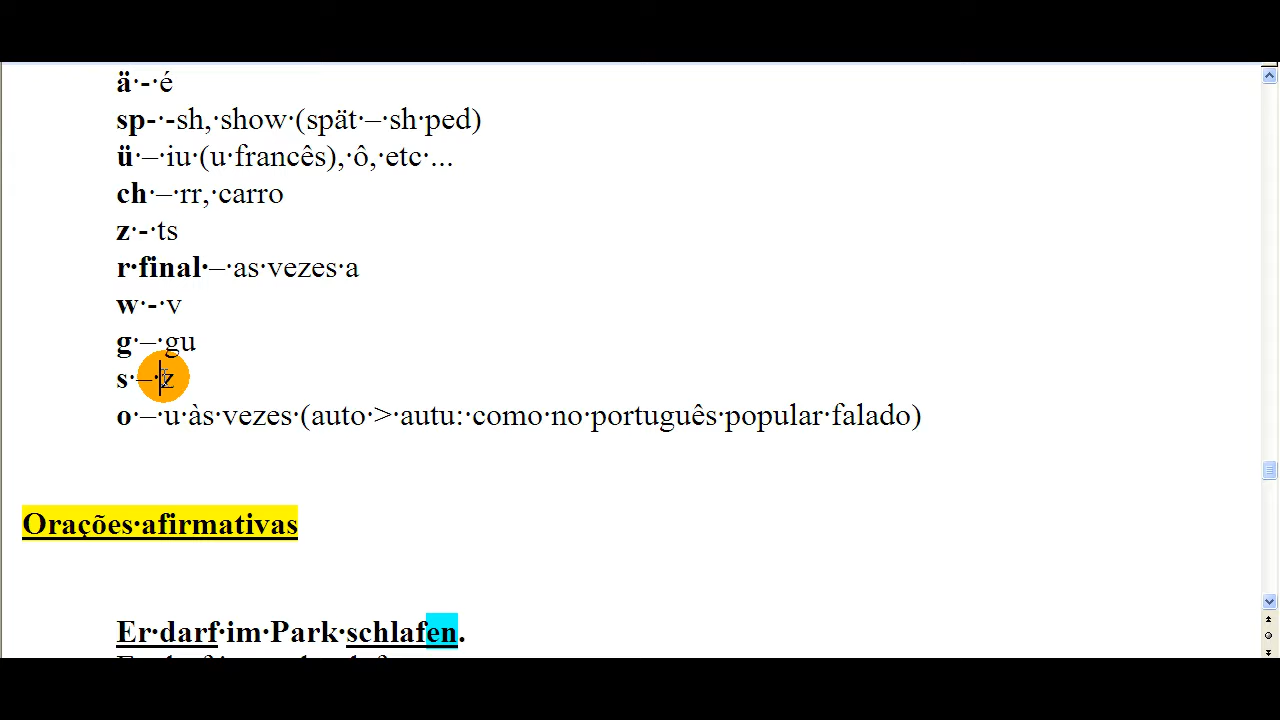 ä - é
sp- -sh, show (spät – sh ped)
ü – iu (u francês), ô, etc ...
ch – rr, carro
z - ts
r final – as vezes a
w - v
g – gu
s – z
o – u às vezes (auto > autu: como no português popular falado)
Orações afirmativas
Er darf im Park schlafen.